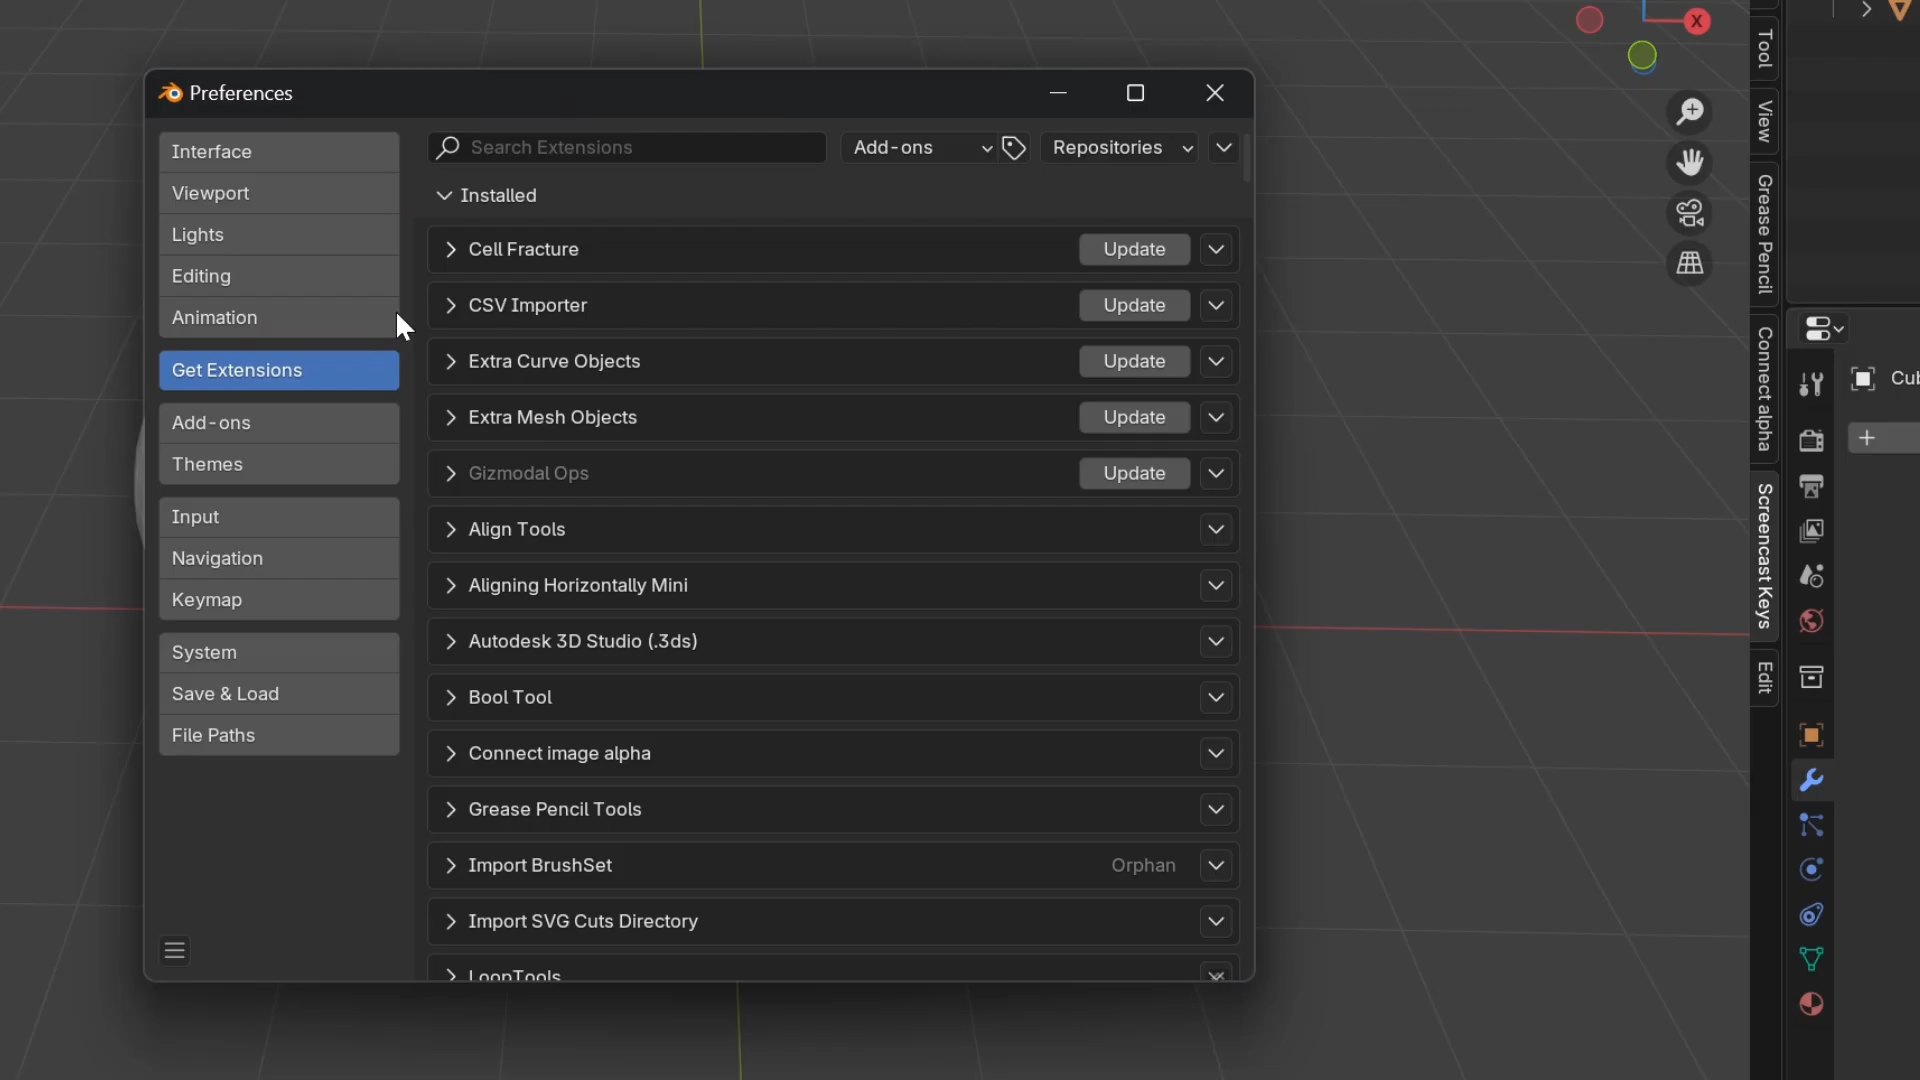 Preferences
Interface
Viewport
Lights
Editing
Animation
Get Extensions
Add-ons
Themes
Input
Navigation
Keymap
System
Save & Load
File Paths
Search Extensions
Add-ons
Repositories
Installed
Cell Fracture Update
CSV Importer Update
Extra Curve Objects Update
Extra Mesh Objects Update
Gizmodal Ops Update
Align Tools
Aligning Horizontally Mini
Autodesk 3D Studio (.3ds)
Bool Tool
Connect image alpha
Grease Pencil Tools
Import BrushSet Orphan
Import SVG Cuts Directory
LoopTools
X
Tool
View
Grease Pencil
Connect alpha
Screencast Keys
Edit
Cub